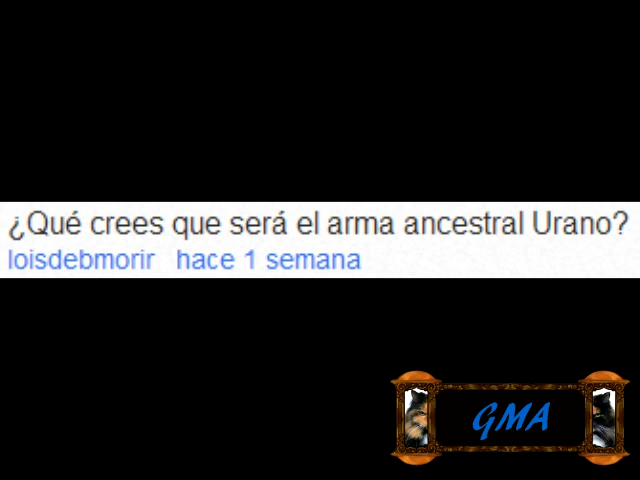 ¿Qué crees que será el arma ancestral Urano?
loisdebmorir hace 1 semana
GMA